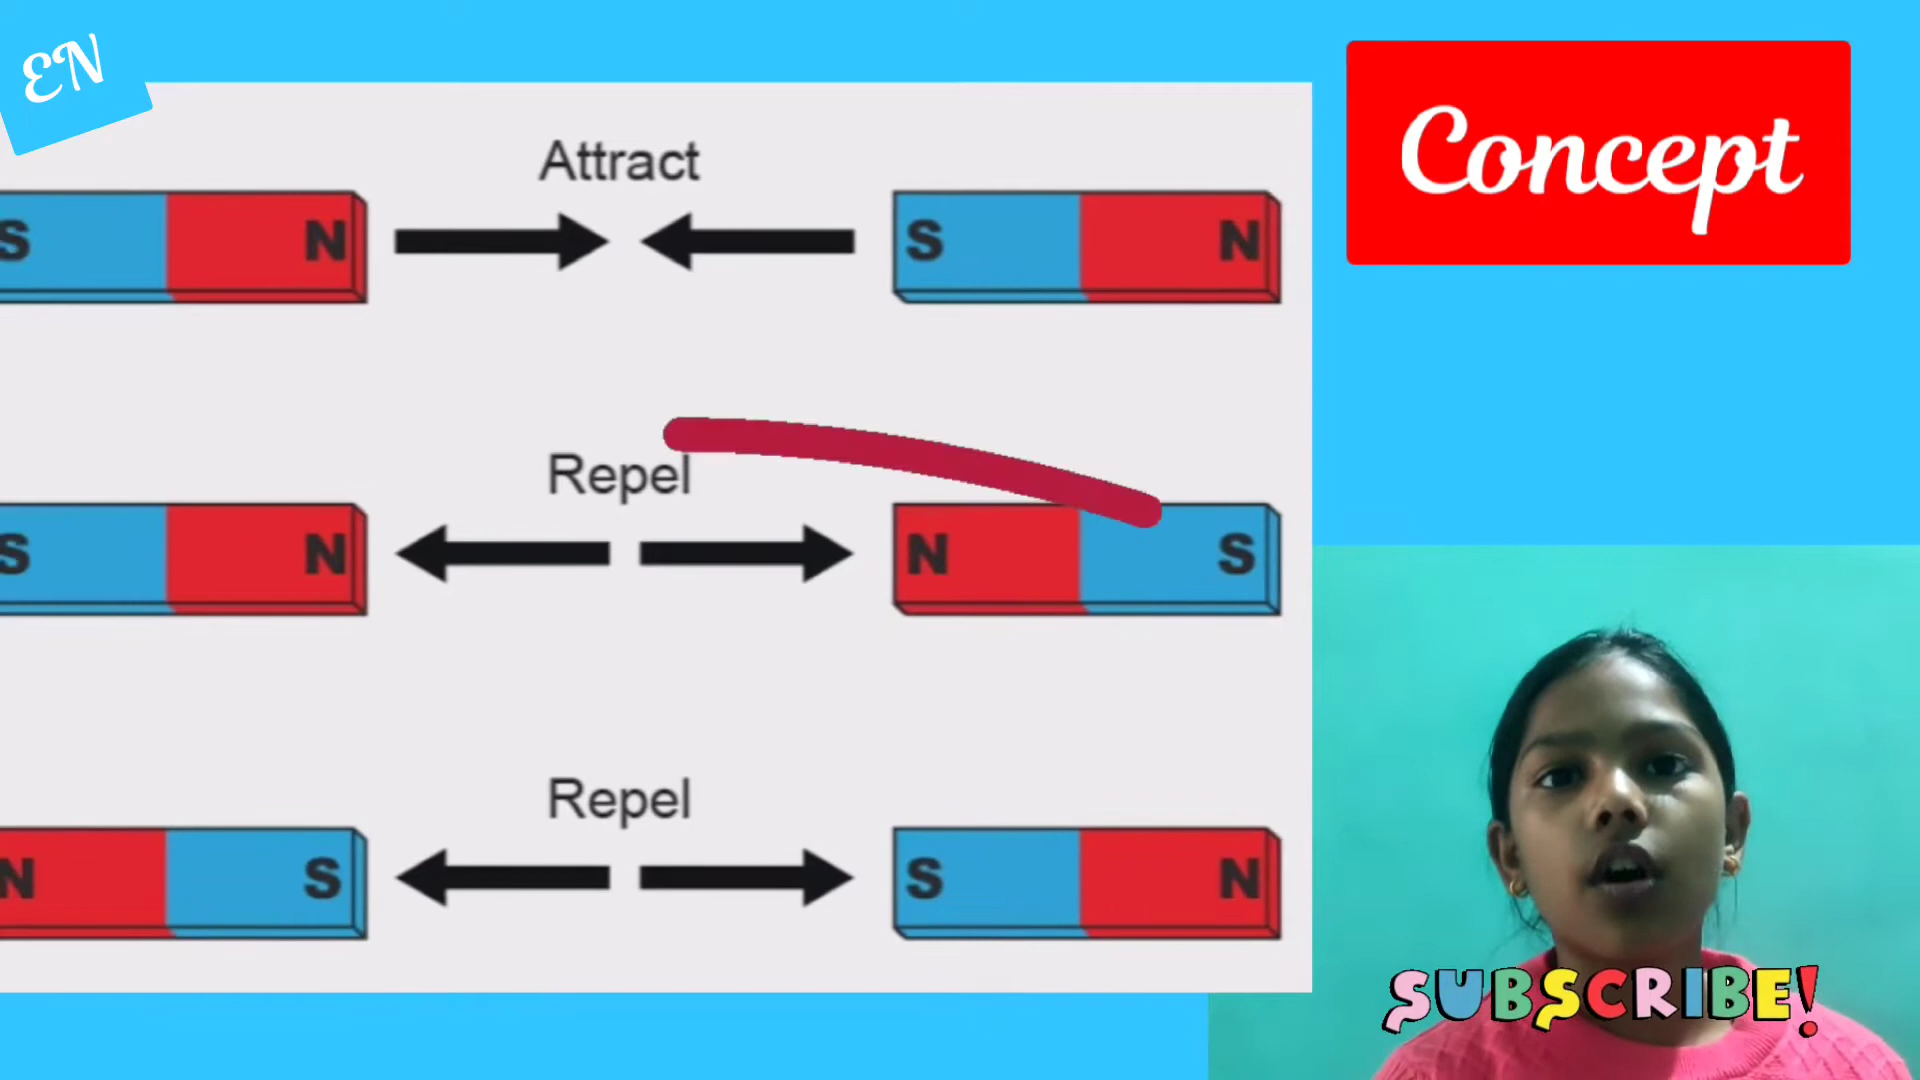 EN
Concept
Attract
S N S N
Repel
S N N S
Repel
N S S N
SUBSCRIBE!